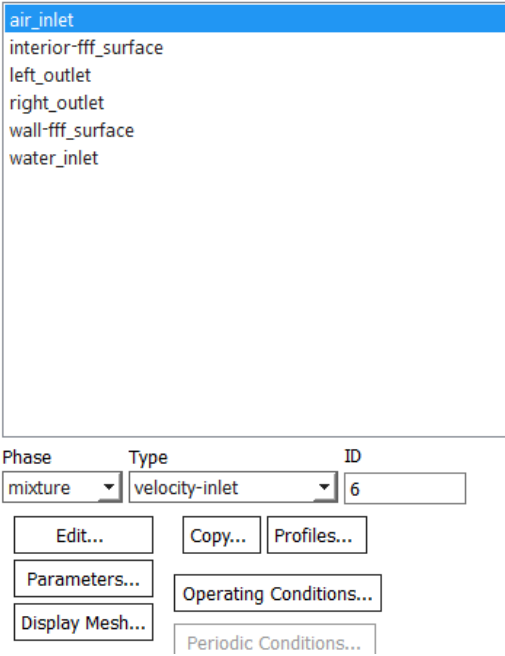 air_inlet
interior-fff_surface
left_outlet
right_outlet
wall-fff_surface
water_inlet
Phase Type ID
mixture velocity-inlet 6
Edit... Copy... Profiles...
Parameters...
Operating Conditions...
Display Mesh...
Periodic Conditions...